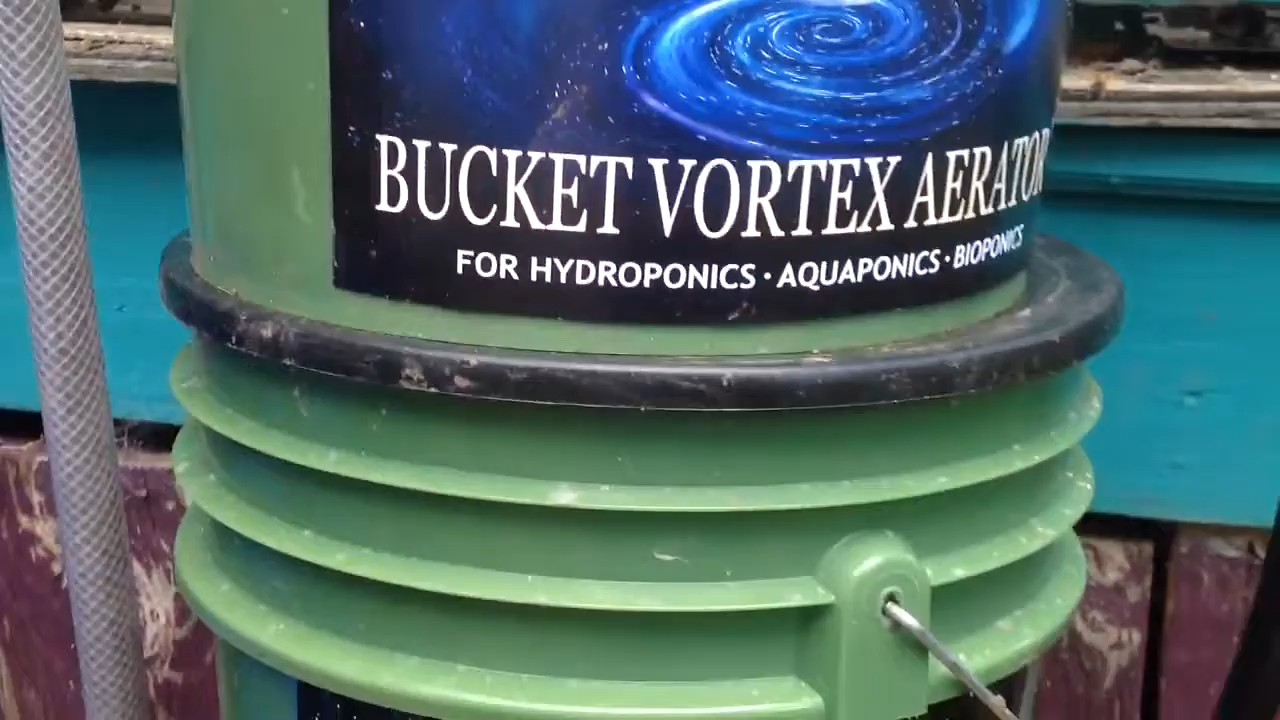 BUCKET VORTEX AERATOR
FOR HYDROPONICS · AQUAPONICS · BIOPONICS